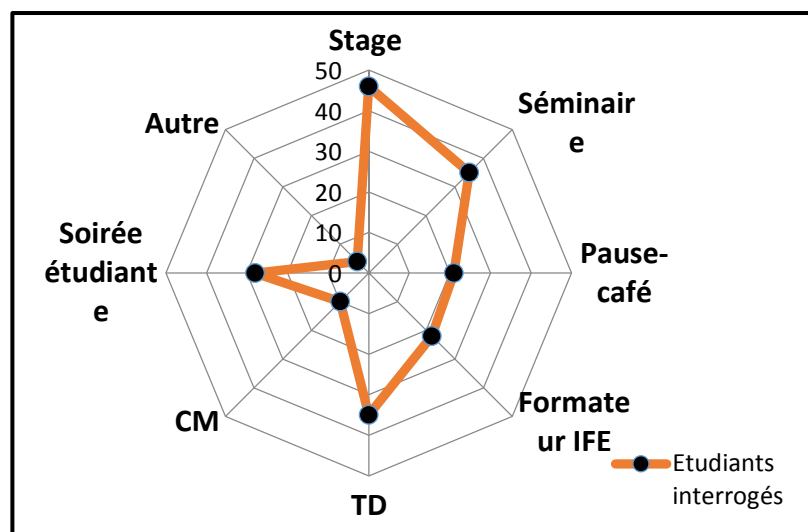 Stage
50
40
30
20
10
0
Séminair
e
Pause-
café
Formate
ur IFE
TD
CM
Soirée
étudiant
e
Autre
Etudiants
interrogés